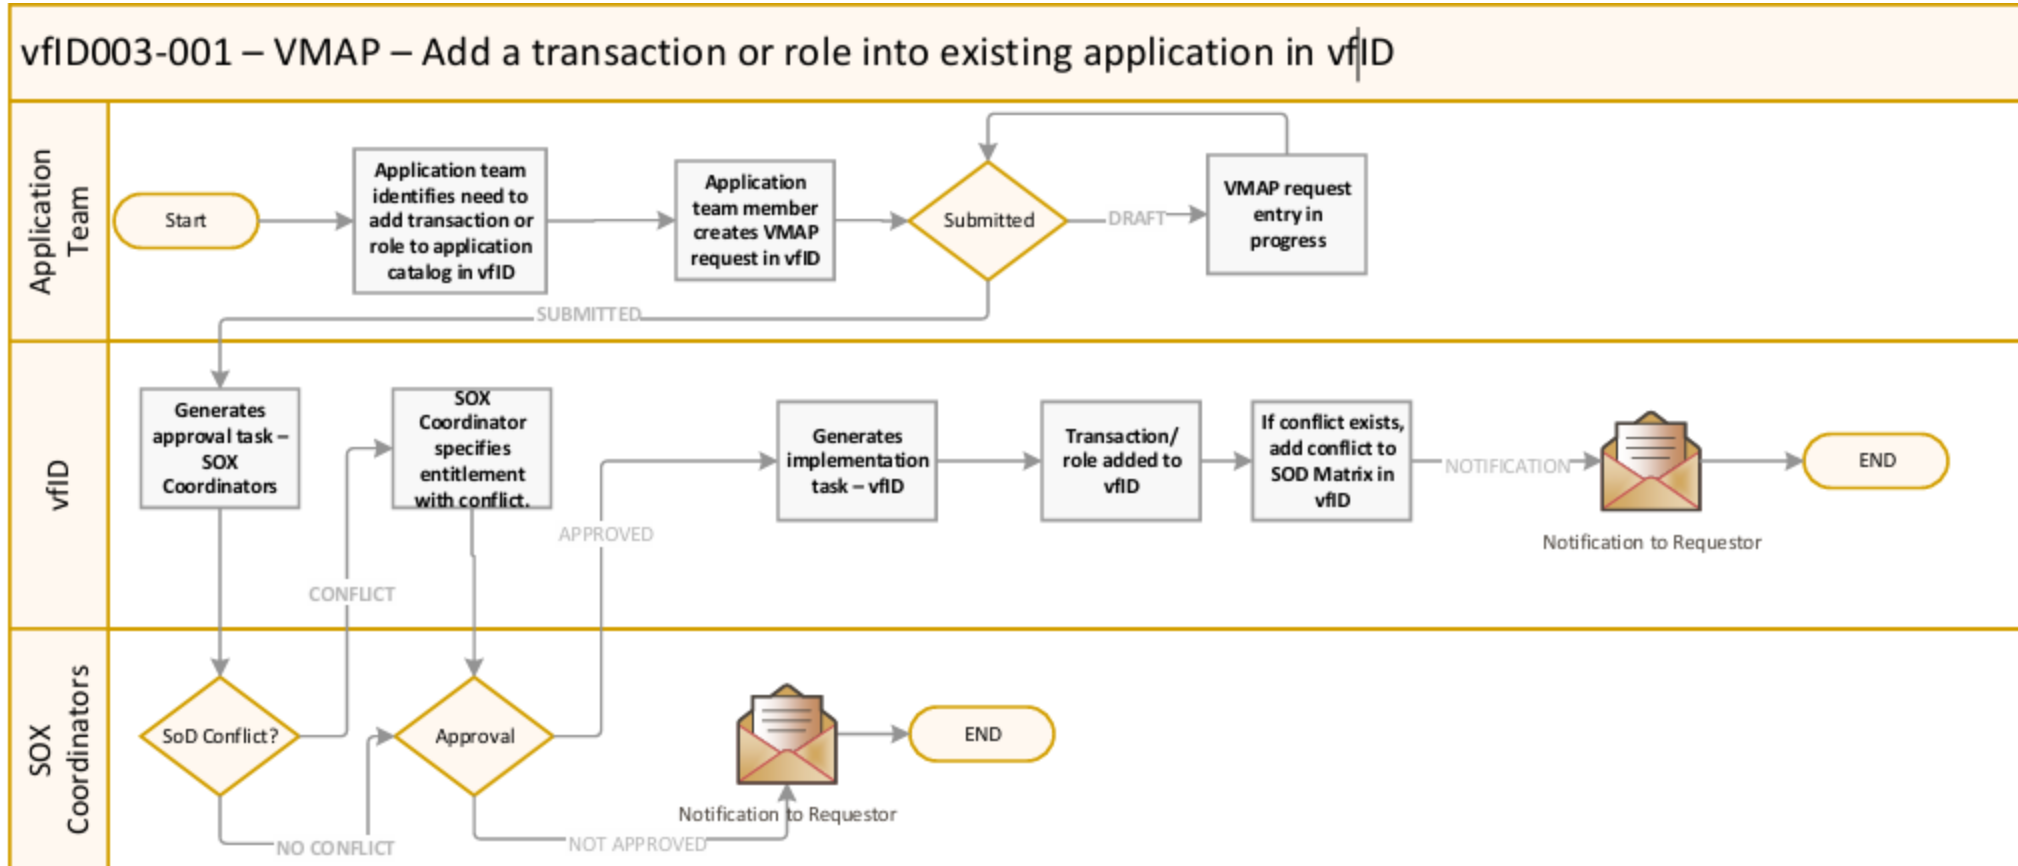 vfID003-001 – VMAP – Add a transaction or role into existing application in vfID
Application
Team
Start
Application team
identifies need to
add transaction or
role to application
catalog in vfID
Application
team member
creates VMAP
request in vfID
Submitted
DRAFT
VMAP request
entry in
progress
SUBMITTED
vfID
Generates
approval task –
SOX
Coordinators
SOX
Coordinator
specifies
entitlement
with conflict.
CONFLICT
APPROVED
Generates
implementation
task – vfID
Transaction/
role added to
vfID
If conflict exists,
add conflict to
SOD Matrix in
vfID
NOTIFICATION
Notification to Requestor
END
SOX
Coordinators
SoD Conflict?
NO CONFLICT
Approval
NOT APPROVED
Notification to Requestor
END